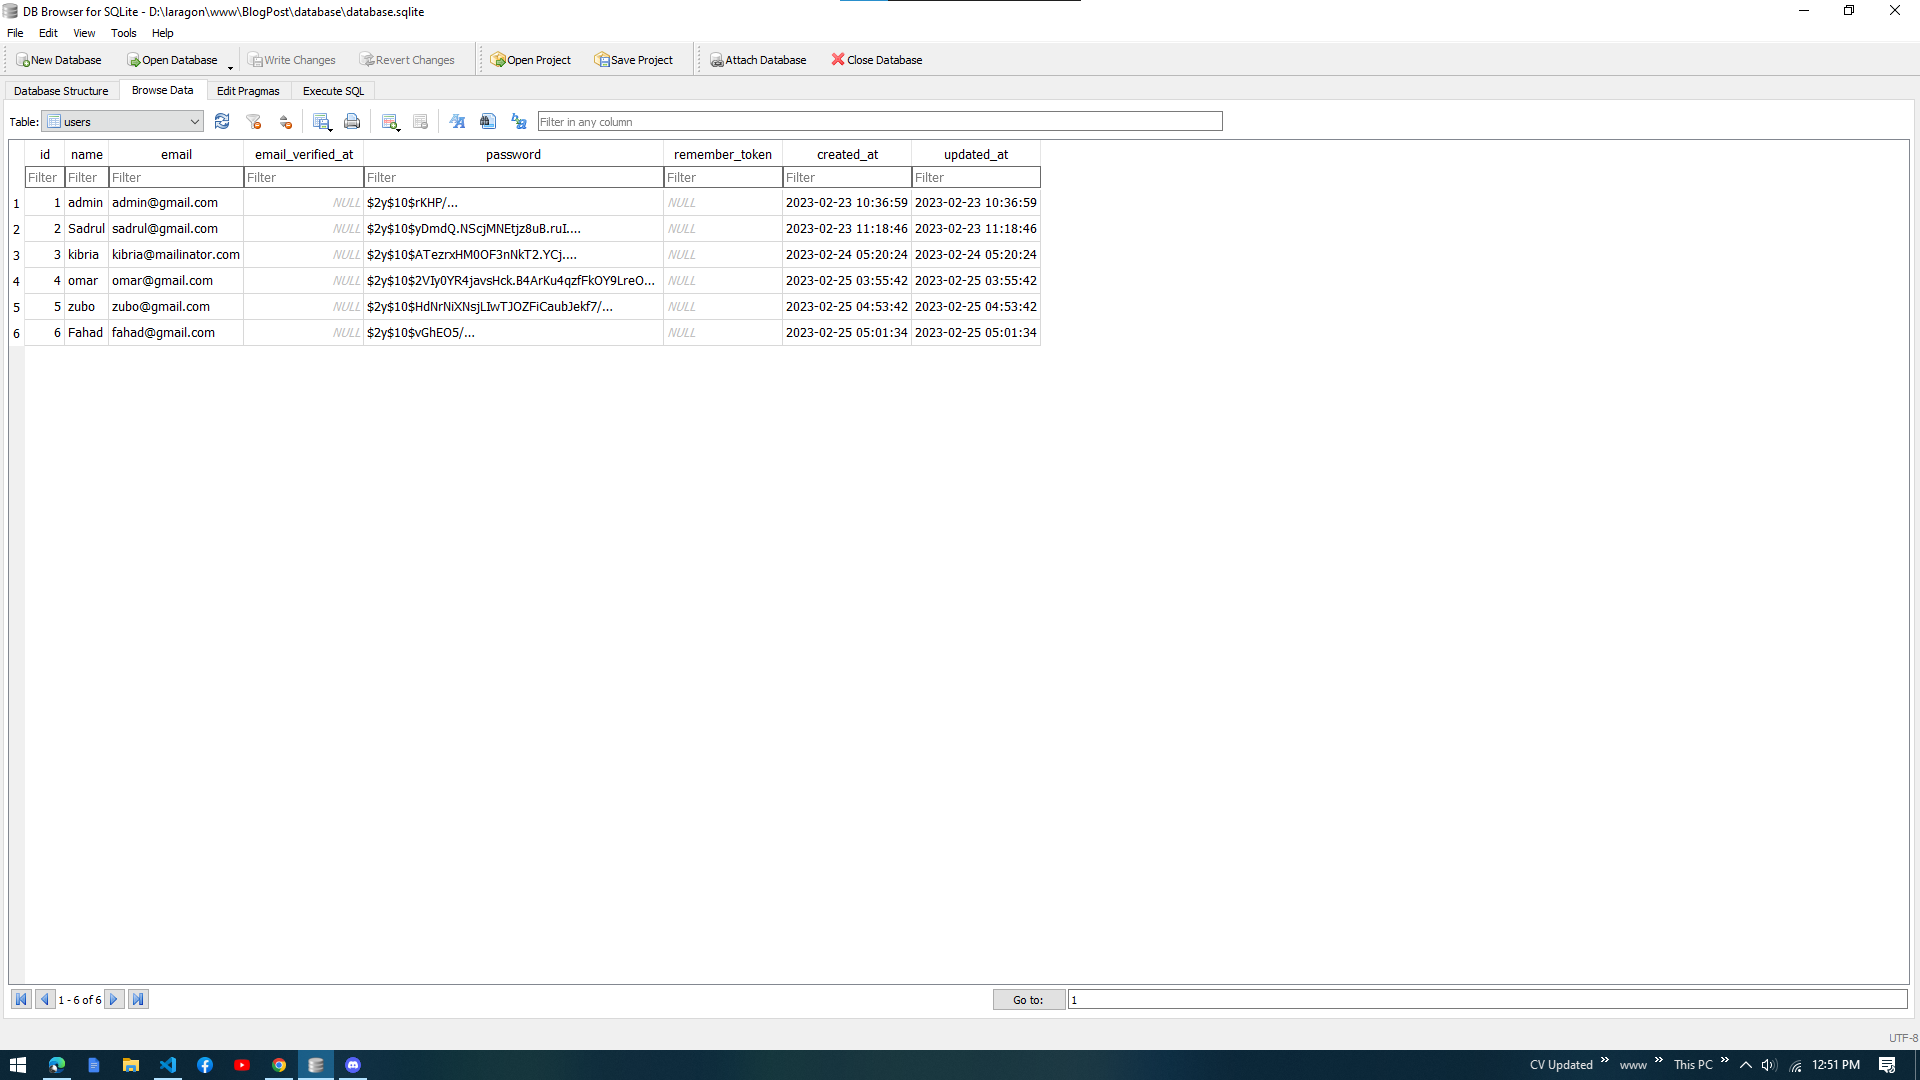 DB Browser for SQLite - D:\laragon\www\BlogPost\database\database.sqlite
File Edit View Tools Help
New Database Open Database Write Changes Revert Changes Open Project Save Project Attach Database Close Database
Database Structure Browse Data Edit Pragmas Execute SQL
Table: users Filter in any column
id name email email_verified_at password remember_token created_at updated_at
Filter Filter Filter Filter Filter Filter Filter Filter
1 1 admin admin@gmail.com NULL $2y$10$rKHP/... NULL 2023-02-23 10:36:59 2023-02-23 10:36:59
2 2 Sadrul sadrul@gmail.com NULL $2y$10$yDmdQ.NScjMNEtjz8uB.ruI.... NULL 2023-02-23 11:18:46 2023-02-23 11:18:46
3 3 kibria kibria@mailinator.com NULL $2y$10$ATezrxHM0OF3nNkT2.YCj.... NULL 2023-02-24 05:20:24 2023-02-24 05:20:24
4 4 omar omar@gmail.com NULL $2y$10$2VIy0YR4javsHck.B4ArKu4qzfFkOY9LreO... NULL 2023-02-25 03:55:42 2023-02-25 03:55:42
5 5 zubo zubo@gmail.com NULL $2y$10$HdNrNiXNsjLIwTJOZFiCaubJekf7/... NULL 2023-02-25 04:53:42 2023-02-25 04:53:42
6 6 Fahad fahad@gmail.com NULL $2y$10$vGhEO5/... NULL 2023-02-25 05:01:34 2023-02-25 05:01:34
1 - 6 of 6 Go to: 1
UTF-8
CV Updated www This PC 12:51 PM